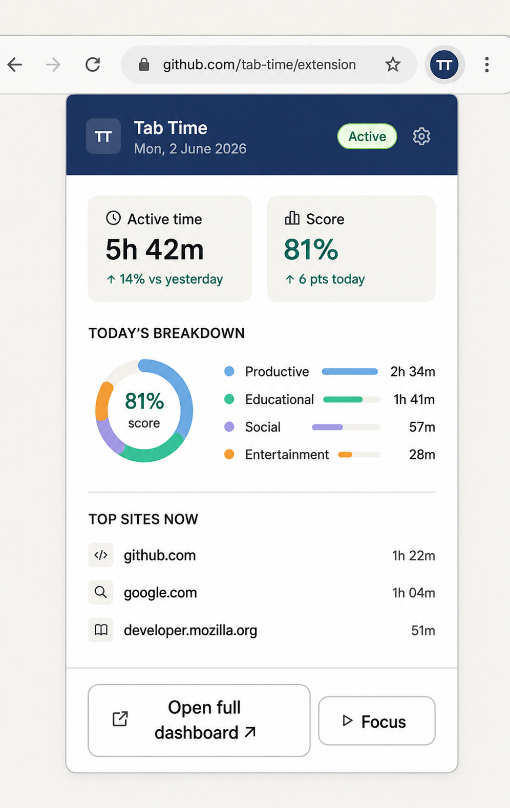 github.com/tab-time/extension
TT
TT
Tab Time
Mon, 2 June 2026
Active
Active time
5h 42m
↑ 14% vs yesterday
Score
81%
↑ 6 pts today
TODAY'S BREAKDOWN
81%
score
Productive 2h 34m
Educational 1h 41m
Social 57m
Entertainment 28m
TOP SITES NOW
github.com 1h 22m
google.com 1h 04m
developer.mozilla.org 51m
Open full
dashboard ↗
Focus